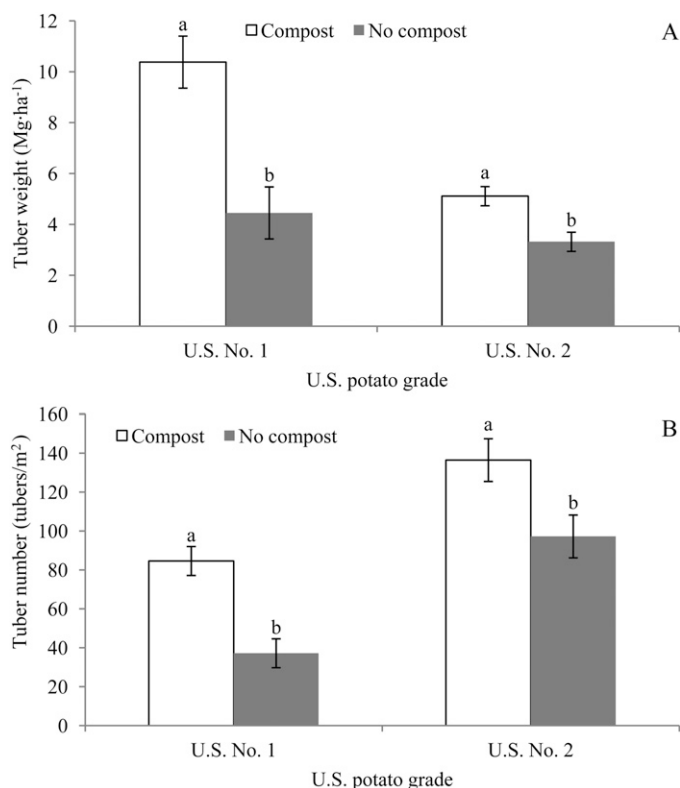 12
10
8
6
4
2
0
Tuber weight (Mg·ha⁻¹)
Compost No compost
A
a
b
a
b
U.S. No. 1 U.S. No. 2
U.S. potato grade
160
140
120
100
80
60
40
20
0
Tuber number (tubers/m²)
Compost No compost
B
a
b
a
b
U.S. No. 1 U.S. No. 2
U.S. potato grade